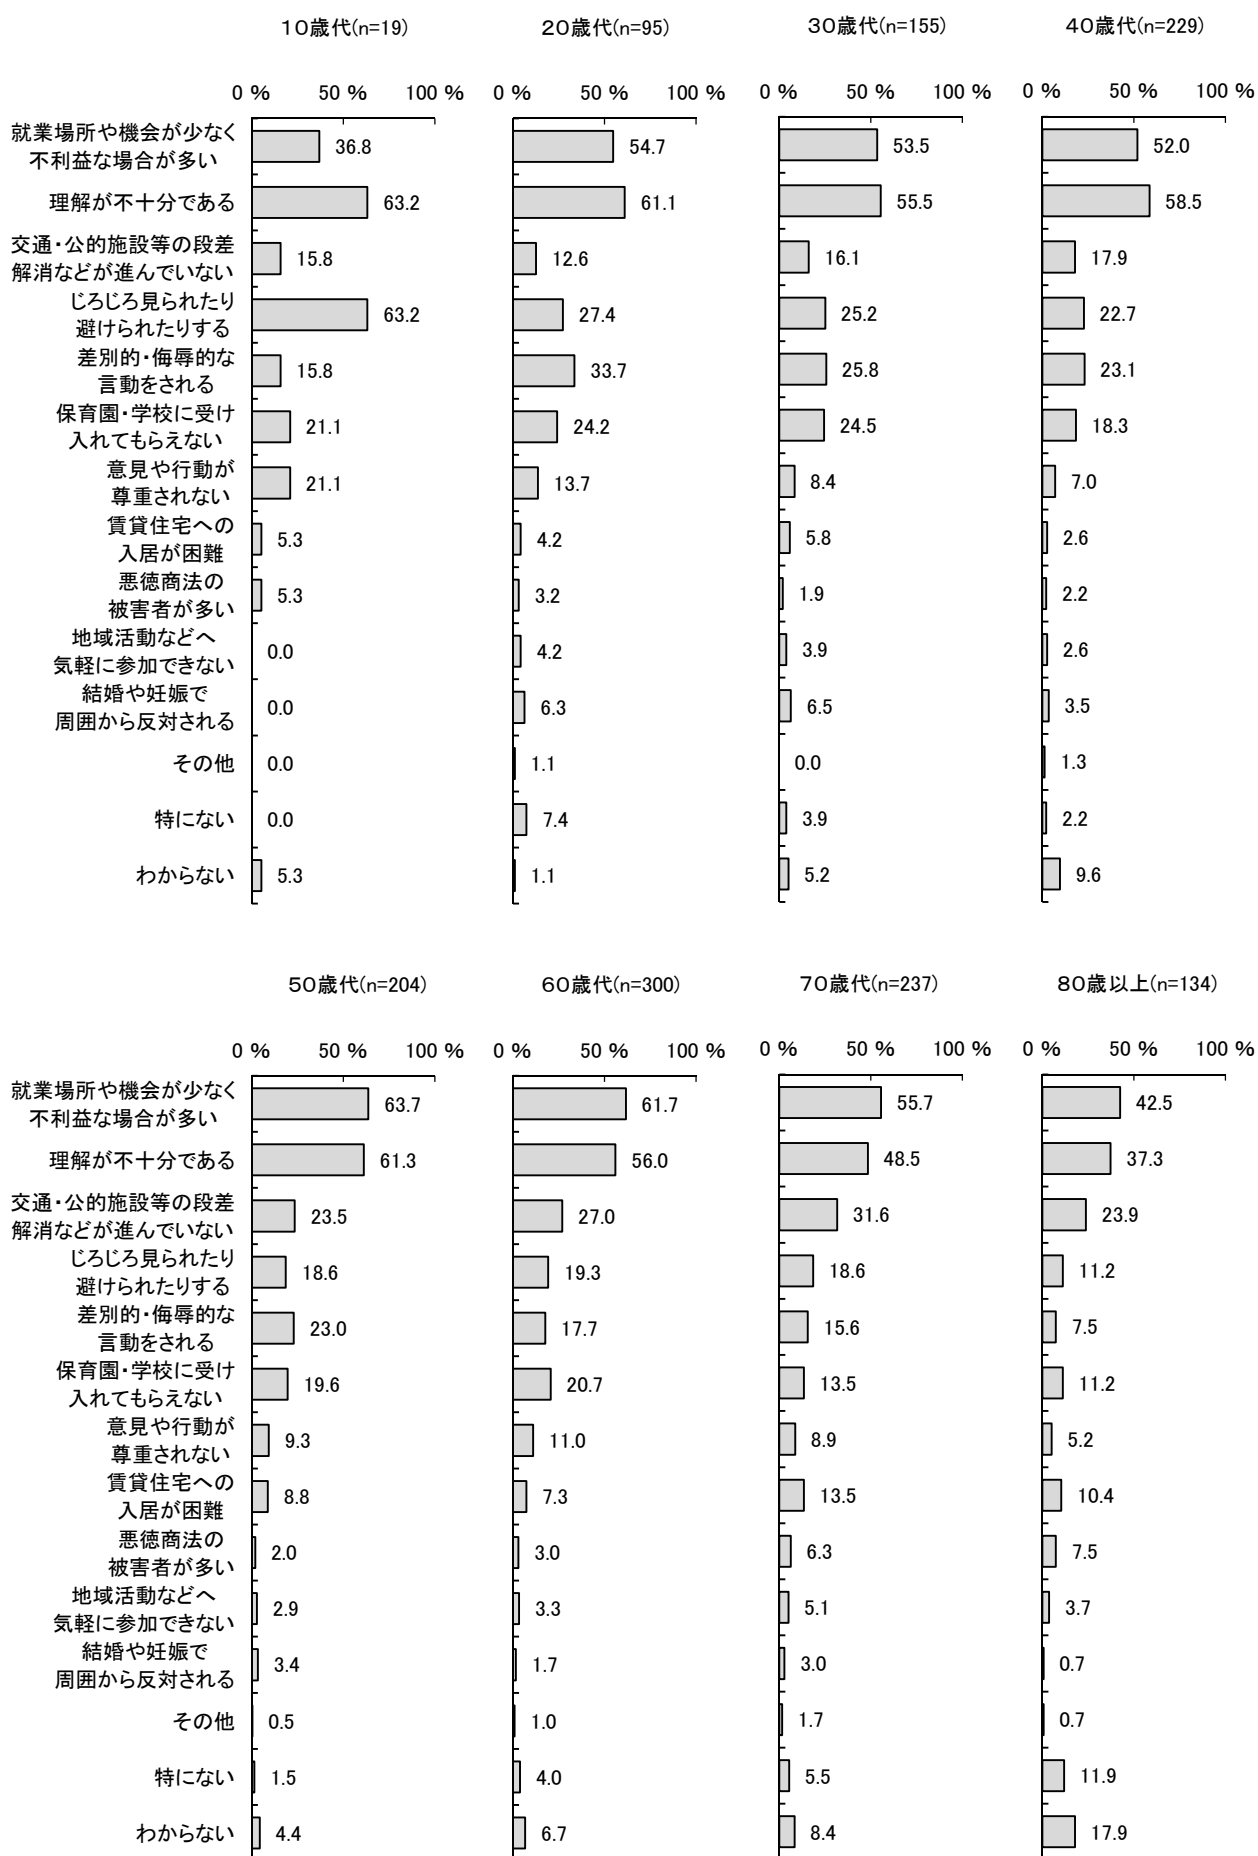 １０歳代(n=19) ２０歳代(n=95) ３０歳代(n=155) ４０歳代(n=229)
0 % 50 % 100 % 0 % 50 % 100 % 0 % 50 % 100 % 0 % 50 % 100 %
就業場所や機会が少なく
不利益な場合が多い 36.8 54.7 53.5 52.0
理解が不十分である 63.2 61.1 55.5 58.5
交通・公的施設等の段差
解消などが進んでいない 15.8 12.6 16.1 17.9
じろじろ見られたり
避けられたりする 63.2 27.4 25.2 22.7
差別的・侮辱的な
言動をされる 15.8 33.7 25.8 23.1
保育園・学校に受け
入れてもらえない 21.1 24.2 24.5 18.3
意見や行動が
尊重されない 21.1 13.7 8.4 7.0
賃貸住宅への
入居が困難 5.3 4.2 5.8 2.6
悪徳商法の
被害者が多い 5.3 3.2 1.9 2.2
地域活動などへ
気軽に参加できない 0.0 4.2 3.9 2.6
結婚や妊娠で
周囲から反対される 0.0 6.3 6.5 3.5
その他 0.0 1.1 0.0 1.3
特にない 0.0 7.4 3.9 2.2
わからない 5.3 1.1 5.2 9.6
５０歳代(n=204) ６０歳代(n=300) ７０歳代(n=237) ８０歳以上(n=134)
0 % 50 % 100 % 0 % 50 % 100 % 0 % 50 % 100 % 0 % 50 % 100 %
就業場所や機会が少なく
不利益な場合が多い 63.7 61.7 55.7 42.5
理解が不十分である 61.3 56.0 48.5 37.3
交通・公的施設等の段差
解消などが進んでいない 23.5 27.0 31.6 23.9
じろじろ見られたり
避けられたりする 18.6 19.3 18.6 11.2
差別的・侮辱的な
言動をされる 23.0 17.7 15.6 7.5
保育園・学校に受け
入れてもらえない 19.6 20.7 13.5 11.2
意見や行動が
尊重されない 9.3 11.0 8.9 5.2
賃貸住宅への
入居が困難 8.8 7.3 13.5 10.4
悪徳商法の
被害者が多い 2.0 3.0 6.3 7.5
地域活動などへ
気軽に参加できない 2.9 3.3 5.1 3.7
結婚や妊娠で
周囲から反対される 3.4 1.7 3.0 0.7
その他 0.5 1.0 1.7 0.7
特にない 1.5 4.0 5.5 11.9
わからない 4.4 6.7 8.4 17.9